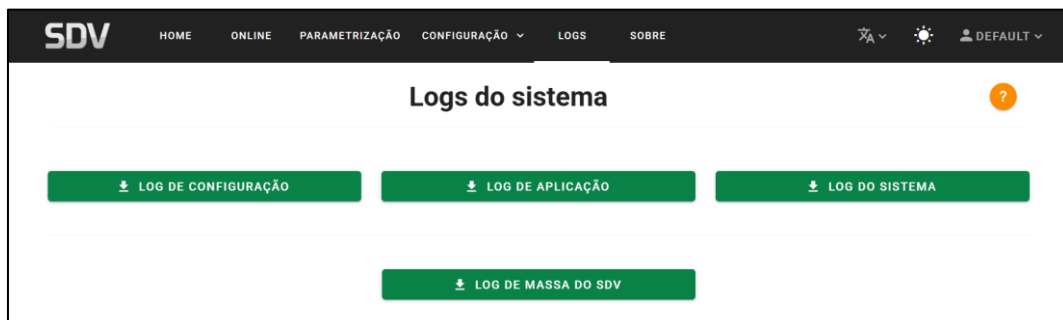 SDV HOME ONLINE PARAMETRIZAÇÃO CONFIGURAÇÃO LOGS SOBRE DEFAULT
Logs do sistema ?
LOG DE CONFIGURAÇÃO LOG DE APLICAÇÃO LOG DO SISTEMA
LOG DE MASSA DO SDV